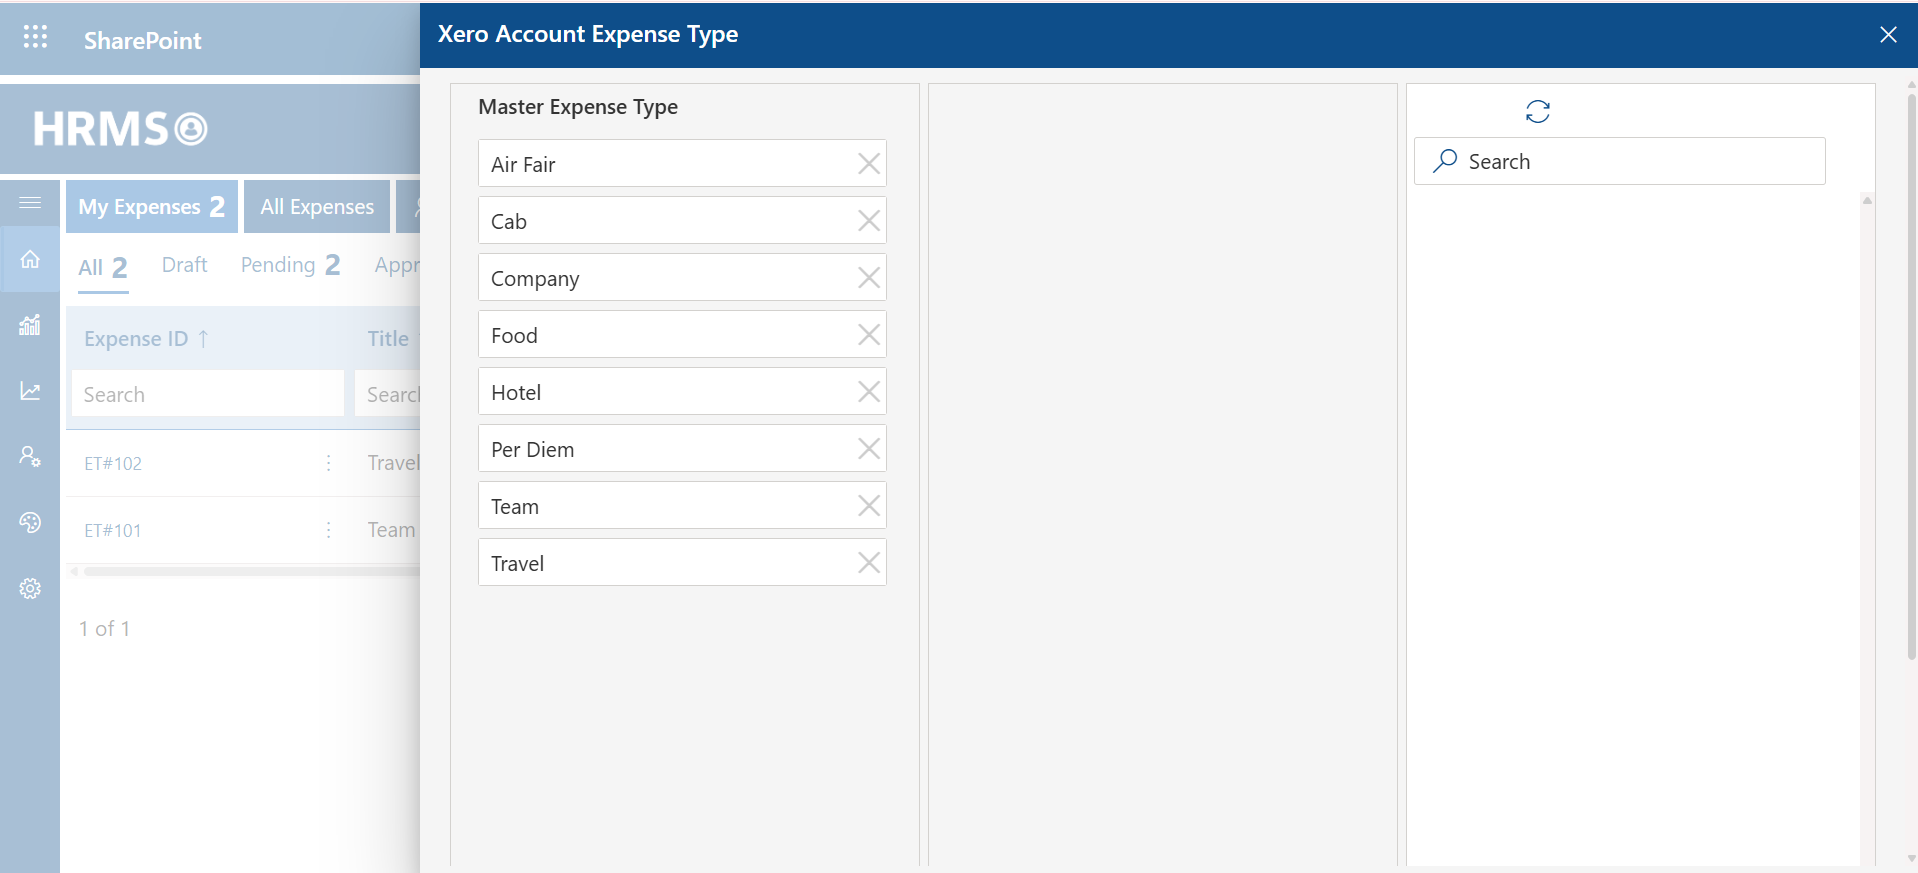 SharePoint
HRMS
My Expenses 2
All Expenses
All 2
Draft
Pending 2
Appr
Expense ID ↑
Title
Search
Search
ET#102
Travel
ET#101
Team
1 of 1
Xero Account Expense Type
Master Expense Type
Air Fair
Cab
Company
Food
Hotel
Per Diem
Team
Travel
Search